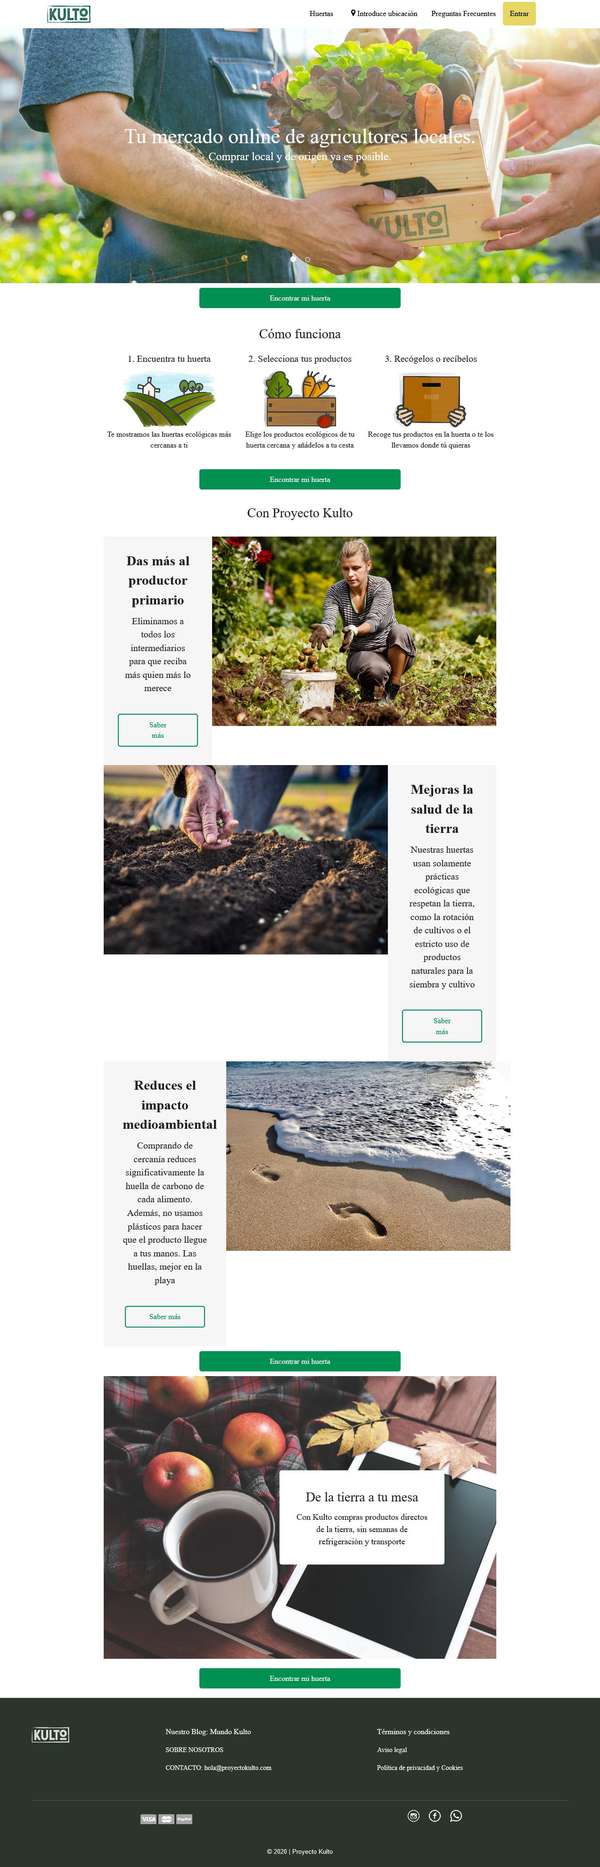 KULTO
Huertas
Introduce ubicación
Preguntas Frecuentes
Entrar
Tu mercado online de agricultores locales.
Comprar local y de origen ya es posible.
KULTO
Encontrar mi huerta
Cómo funciona
1. Encuentra tu huerta
Te mostramos las huertas ecológicas más
cercanas a ti
2. Selecciona tus productos
Elige los productos ecológicos de tu
huerta cercana y añádelos a tu cesta
3. Recógelos o recíbelos
Recoge tus productos en la huerta o te los
llevamos donde tú quieras
Encontrar mi huerta
Con Proyecto Kulto
Das más al
productor
primario
Eliminamos a
todos los
intermediarios
para que reciba
más quien más lo
merece
Saber
más
Mejoras la
salud de la
tierra
Nuestras huertas
usan solamente
prácticas
ecológicas que
respetan la tierra,
como la rotación
de cultivos o el
estricto uso de
productos
naturales para la
siembra y cultivo
Saber
más
Reduces el
impacto
medioambiental
Comprando de
cercanía reduces
significativamente la
huella de carbono de
cada alimento.
Además, no usamos
plásticos para hacer
que el producto llegue
a tus manos. Las
huellas, mejor en la
playa
Saber más
Encontrar mi huerta
De la tierra a tu mesa
Con Kulto compras productos directos
de la tierra, sin semanas de
refrigeración y transporte
Encontrar mi huerta
KULTO
Nuestro Blog: Mundo Kulto
SOBRE NOSOTROS
CONTACTO: hola@proyectokulto.com
Términos y condiciones
Aviso legal
Política de privacidad y Cookies
VISA
PayPal
© 2020 | Proyecto Kulto